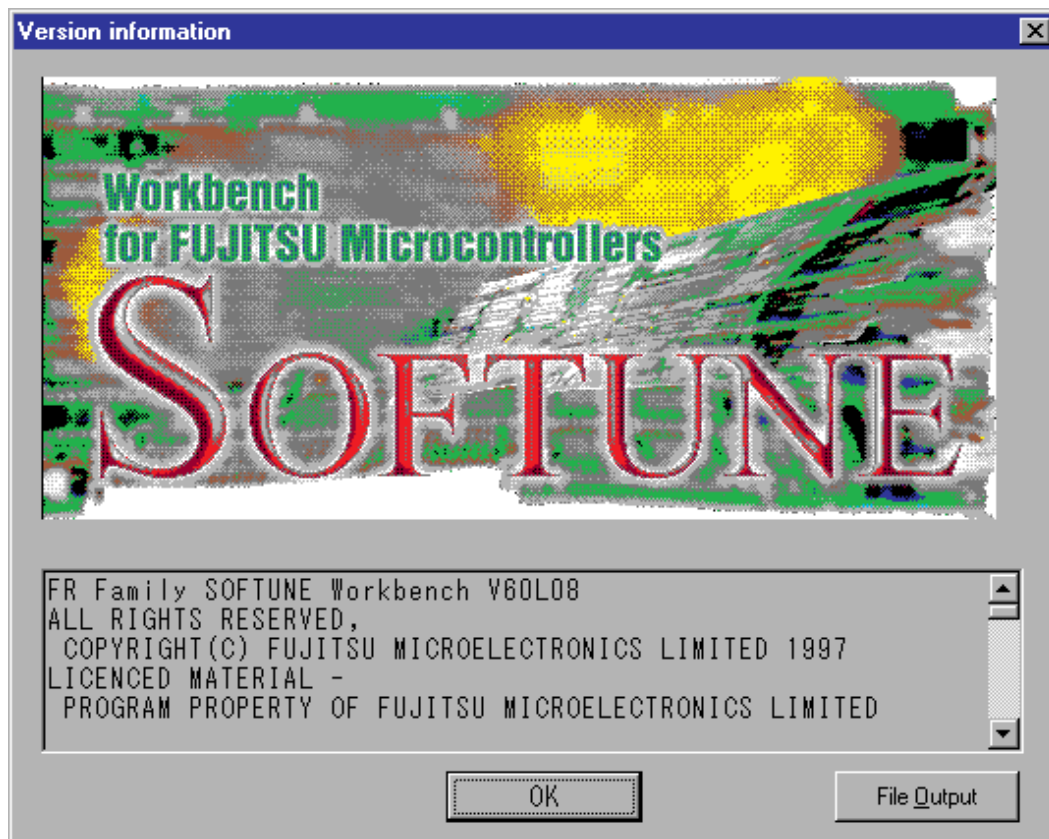 Version information
Workbench
for FUJITSU Microcontrollers
SOFTUNE
FR Family SOFTUNE Workbench V60L08
ALL RIGHTS RESERVED,
COPYRIGHT(C) FUJITSU MICROELECTRONICS LIMITED 1997
LICENCED MATERIAL -
PROGRAM PROPERTY OF FUJITSU MICROELECTRONICS LIMITED
OK
File Output